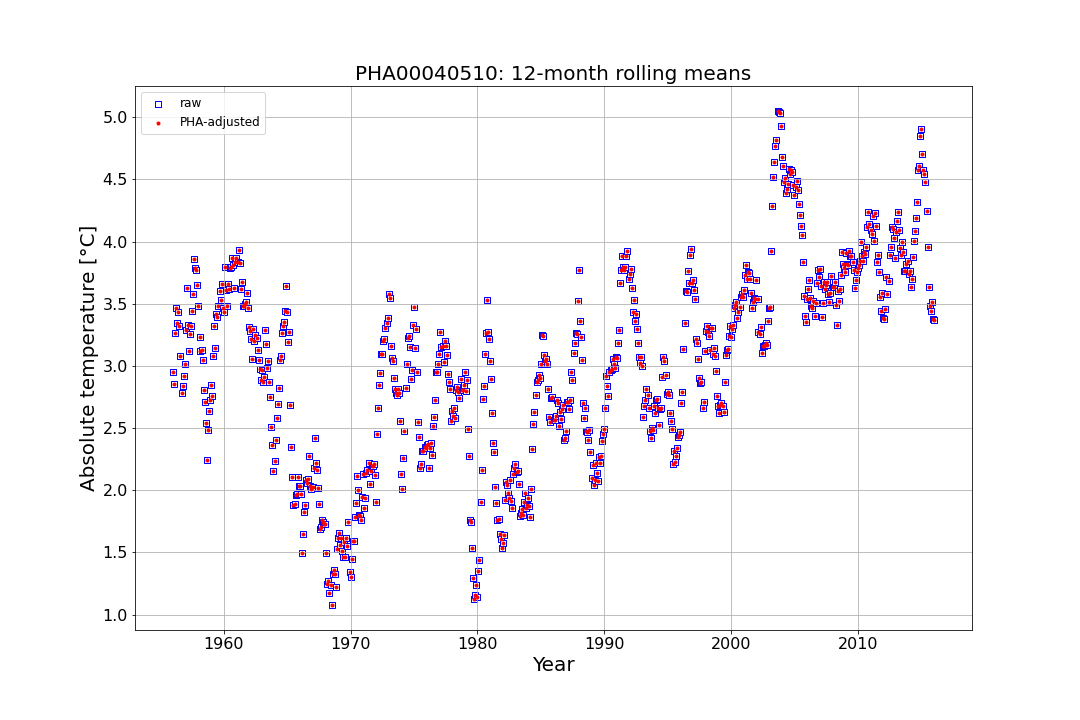 PHA00040510: 12-month rolling means
raw
PHA-adjusted
5.0
4.5
4.0
3.5
3.0
2.5
2.0
1.5
1.0
Absolute temperature [°C]
1960 1970 1980 1990 2000 2010
Year